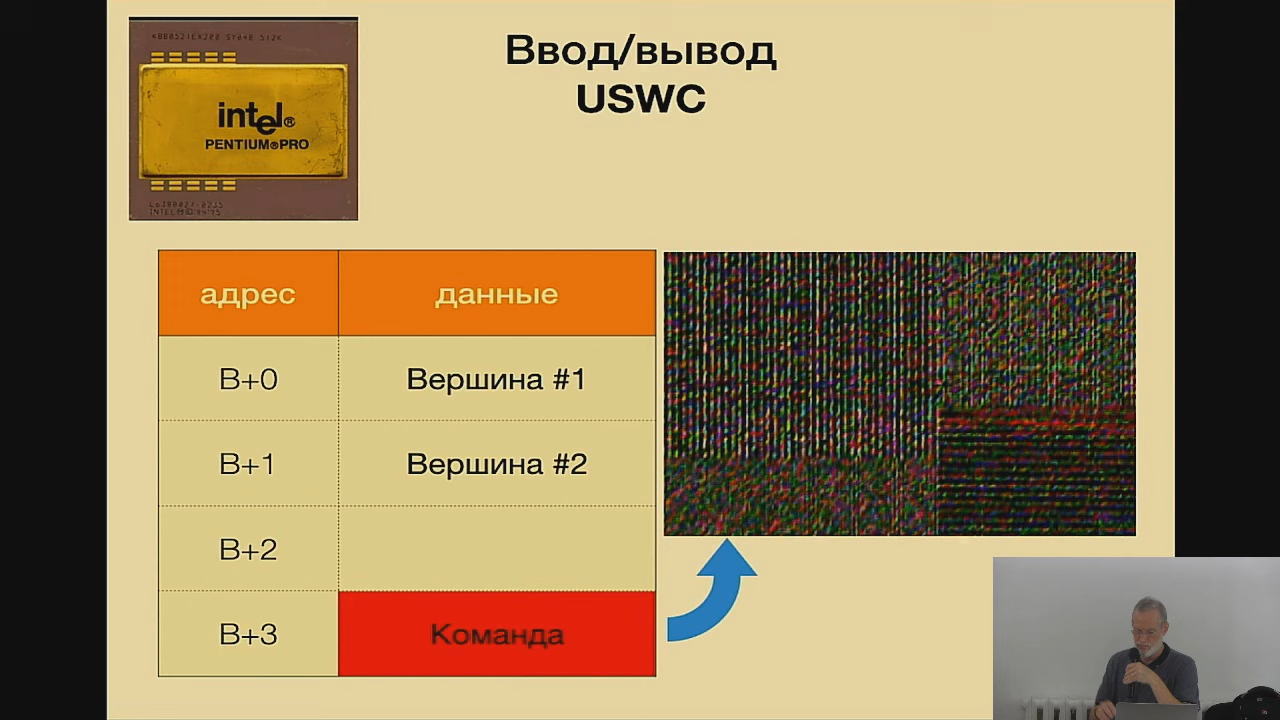 Ввод/вывод
USWC
intel®
PENTIUM®PRO
адрес данные
B+0 Вершина #1
B+1 Вершина #2
B+2
B+3 Команда